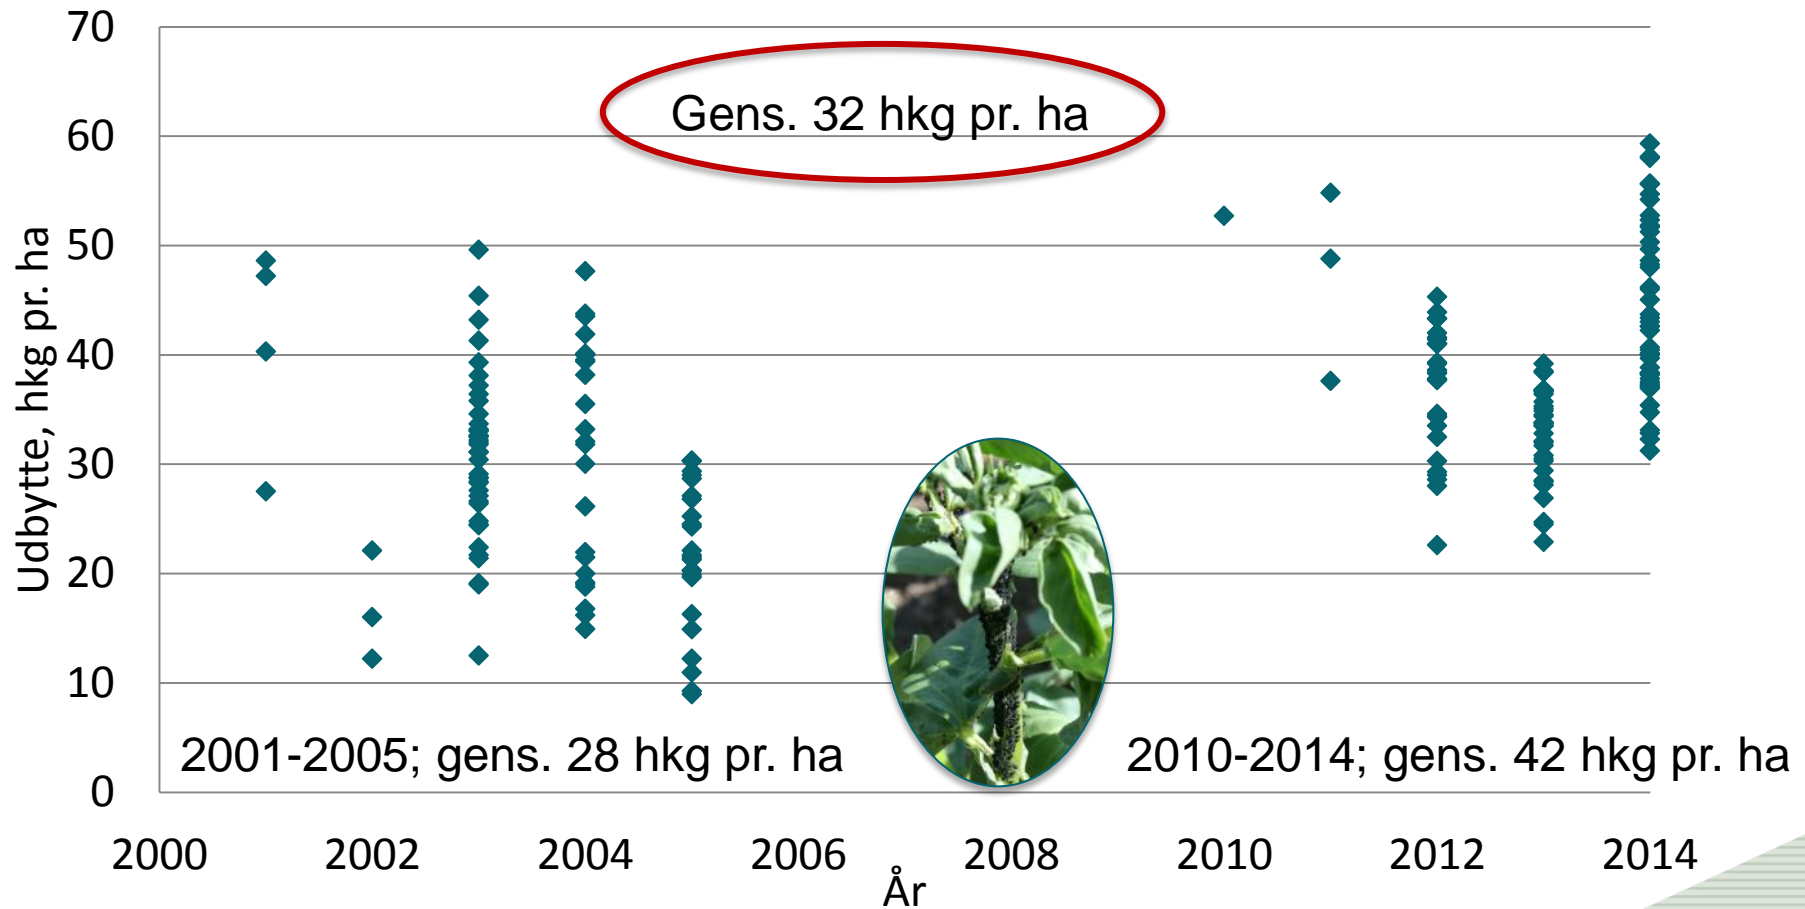 70
60
50
40
30
20
10
0
Udbytte, hkg pr. ha
Gens. 32 hkg pr. ha
2001-2005; gens. 28 hkg pr. ha
2010-2014; gens. 42 hkg pr. ha
2000 2002 2004 2006 2008 2010 2012 2014
År